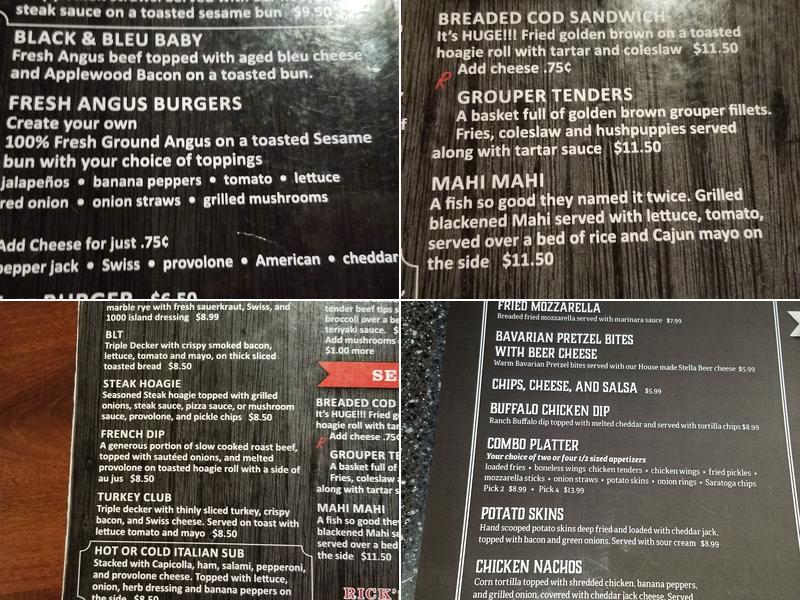 steak sauce on a toasted sesame bun $9.50
BLACK & BLEU BABY
Fresh Angus beef topped with aged bleu cheese
and Applewood Bacon on a toasted bun.
FRESH ANGUS BURGERS
Create your own
100% Fresh Ground Angus on a toasted Sesame
bun with your choice of toppings
jalapeños • banana peppers • tomato • lettuce
red onion • onion straws • grilled mushrooms
Add Cheese for just .75¢
pepper jack • Swiss • provolone • American • cheddar
BURGER $6.50
BREADED COD SANDWICH
It's HUGE!!! Fried golden brown on a toasted
hoagie roll with tartar and coleslaw $11.50
Add cheese .75¢
R
GROUPER TENDERS
A basket full of golden brown grouper fillets.
Fries, coleslaw and hushpuppies served
along with tartar sauce $11.50
MAHI MAHI
A fish so good they named it twice. Grilled
blackened Mahi served with lettuce, tomato,
served over a bed of rice and Cajun mayo on
the side $11.50
marble rye with fresh sauerkraut, Swiss, and
1000 island dressing $8.99
BLT
Triple Decker with crispy smoked bacon,
lettuce, tomato and mayo, on thick sliced
toasted bread $8.50
STEAK HOAGIE
Seasoned Steak hoagie topped with grilled
onions, steak sauce, pizza sauce, or mushroom
sauce, provolone, and pickle chips $8.50
FRENCH DIP
A generous portion of slow cooked roast beef,
topped with sautéed onions, and melted
provolone on toasted hoagie roll with a side of
au jus $8.50
TURKEY CLUB
Triple decker with thinly sliced turkey, crispy
bacon, and Swiss cheese. Served on toast with
lettuce tomato and mayo $8.50
HOT OR COLD ITALIAN SUB
Stacked with Capicolla, ham, salami, pepperoni,
and provolone cheese. Topped with lettuce,
onion, herb dressing and banana peppers on
the side $8.50
tender beef tips s
broccoli over a be
teriyaki sauce. $
Add mushrooms
$1.00 more
SE
BREADED COD
It's HUGE!!! Fried g
hoagie roll with tar
Add cheese .75¢
R
GROUPER TE
A basket full of
Fries, coleslaw
along with tartar s
MAHI MAHI
A fish so good they
blackened Mahi se
served over a bed
the side $11.50
RICK'
FRIED MOZZARELLA
Breaded fried mozzarella served with marinara sauce $7.99
BAVARIAN PRETZEL BITES
WITH BEER CHEESE
Warm Bavarian Pretzel bites served with our House made Stella Beer cheese $5.99
CHIPS, CHEESE, AND SALSA $5.99
BUFFALO CHICKEN DIP
Ranch Buffalo dip topped with melted cheddar and served with tortilla chips $8.99
COMBO PLATTER
Your choice of two or four 1/2 sized appetizers
loaded fries • boneless wings chicken tenders • chicken wings • fried pickles •
mozzarella sticks • onion straws • potato skins • onion rings • Saratoga chips
Pick 2 $8.99 • Pick 4 $13.99
POTATO SKINS
Hand scooped potato skins deep fried and loaded with cheddar jack,
topped with bacon and green onions. Served with sour cream $8.99
CHICKEN NACHOS
Corn tortilla topped with shredded chicken, banana peppers,
and grilled onion, covered with cheddar jack cheese. Served